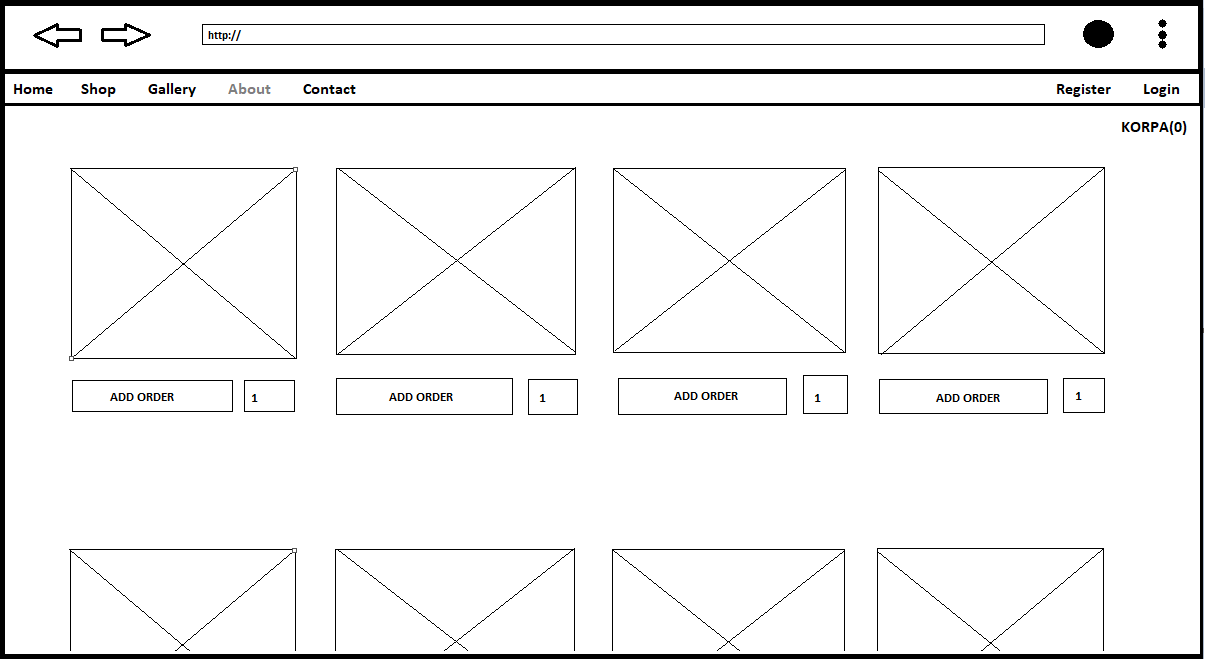 http://
Home Shop Gallery About Contact Register Login
KORPA(0)
ADD ORDER 1 ADD ORDER 1 ADD ORDER 1 ADD ORDER 1